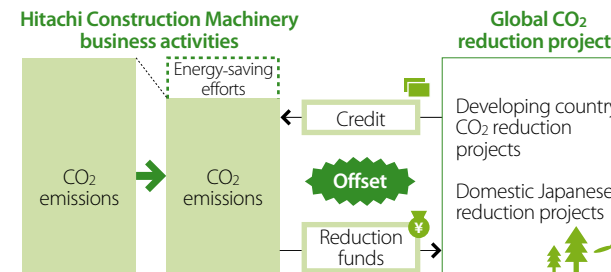 Hitachi Construction Machinery
business activities
Global CO2
reduction project
Energy-saving
efforts
CO2
emissions
CO2
emissions
Credit
Offset
Reduction
funds
¥
Developing country
CO2 reduction
projects
Domestic Japanese
reduction projects